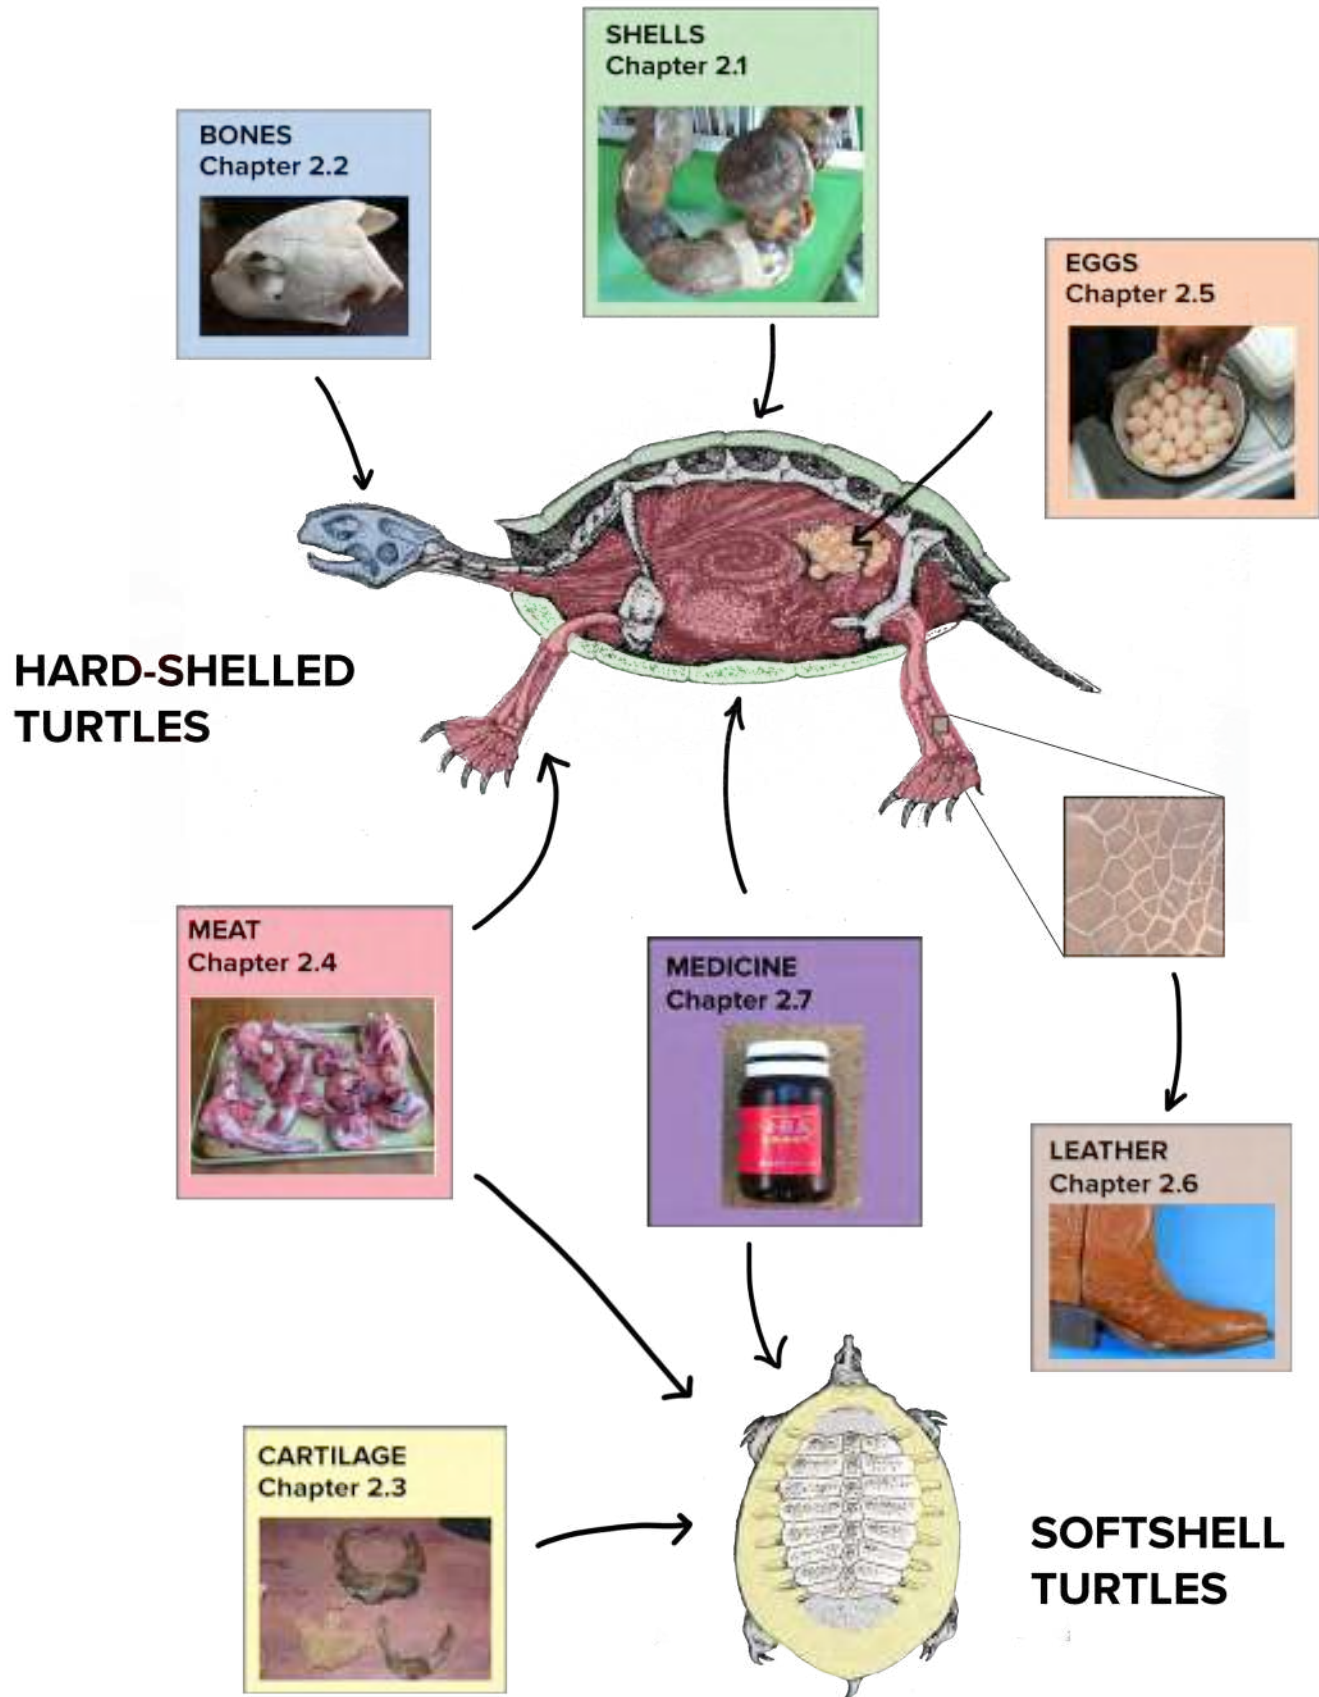 SHELLS
Chapter 2.1
BONES
Chapter 2.2
EGGS
Chapter 2.5
HARD-SHELLED
TURTLES
MEAT
Chapter 2.4
MEDICINE
Chapter 2.7
LEATHER
Chapter 2.6
CARTILAGE
Chapter 2.3
SOFTSHELL
TURTLES